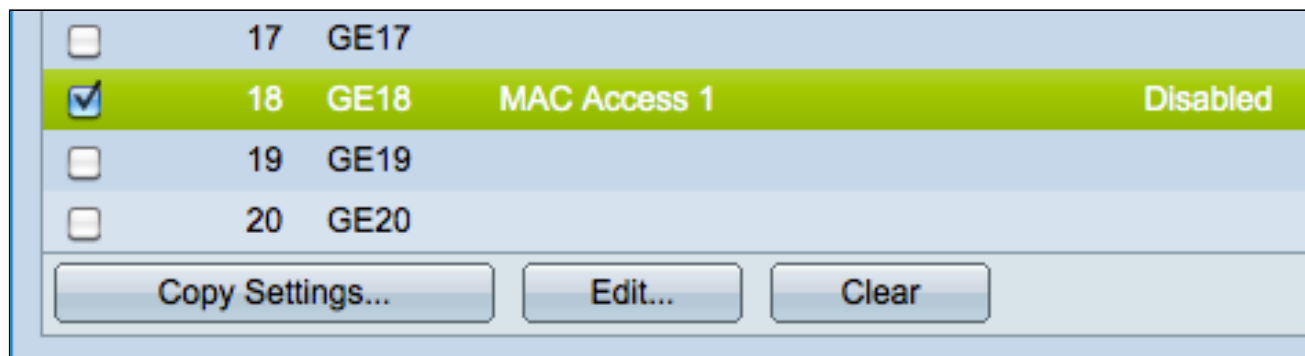 17 GE17
18 GE18 MAC Access 1 Disabled
19 GE19
20 GE20
Copy Settings... Edit... Clear